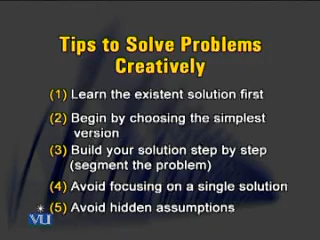 Tips to Solve Problems
Creatively
(1) Learn the existent solution first
(2) Begin by choosing the simplest
version
(3) Build your solution step by step
(segment the problem)
(4) Avoid focusing on a single solution
(5) Avoid hidden assumptions
VU